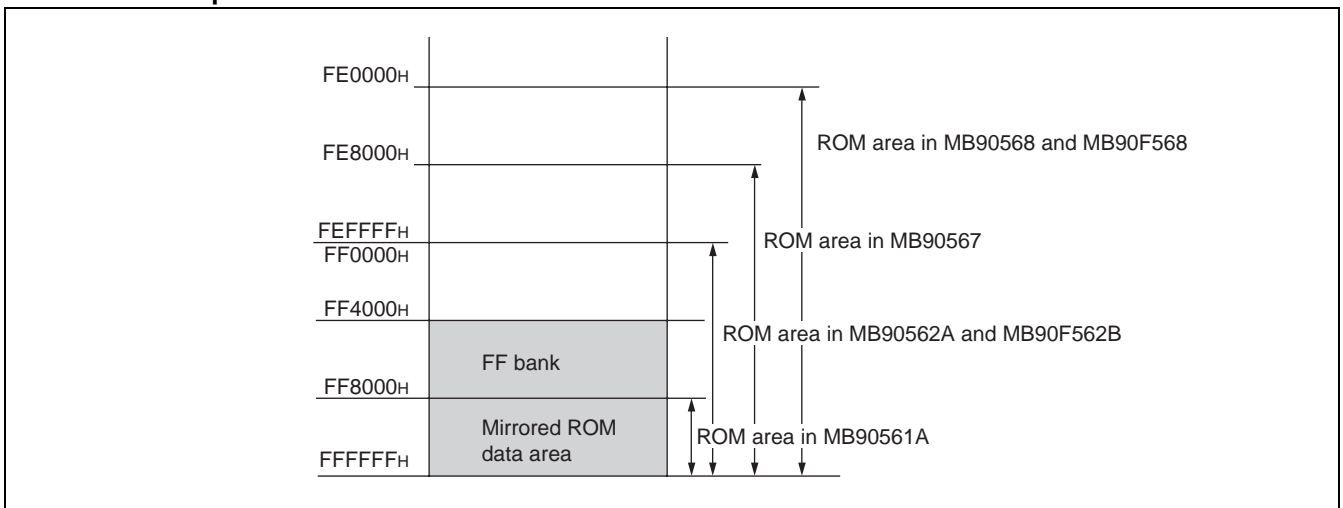 FE0000H
ROM area in MB90568 and MB90F568
FE8000H
FEFFFFH
ROM area in MB90567
FF0000H
FF4000H
ROM area in MB90562A and MB90F562B
FF bank
FF8000H
Mirrored ROM
data area
ROM area in MB90561A
FFFFFFH